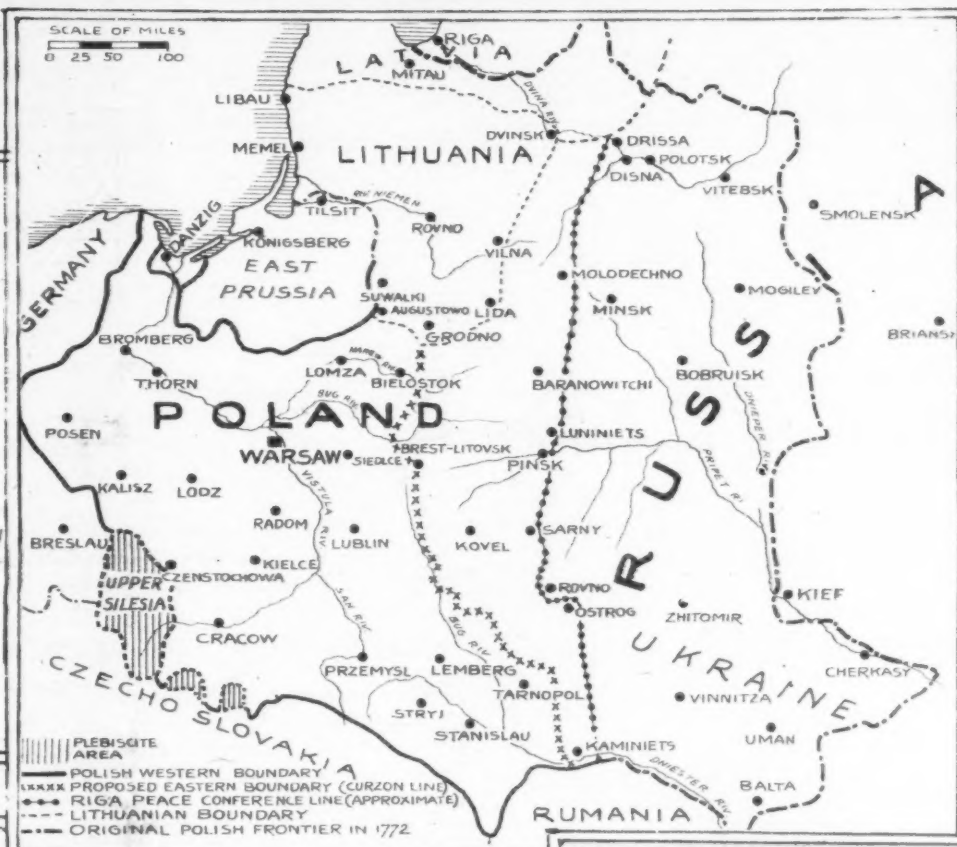 SCALE OF MILES
0 25 50 100
RIGA
LATVIA
MITAU
LIBAU
DVINA RIV.
DVINSK
DRISSA
MEMEL
LITHUANIA
POLOTSK
DISNA
VITEBSK
TILSIT
RIV. NIEMEN
ROVNO
SMOLENSK
DANZIG
KÖNIGSBERG
VILNA
GERMANY
EAST
PRUSSIA
MOLODECHNO
SUWALKI
AUGUSTOWO
LIDA
MINSK
MOGILEY
GRODNO
BRIANSK
BROMBERG
LOMZA
NAREW RIV.
BIELOSTOK
BARANOWITCHI
BOBRUISK
THORN
BUG RIV.
DNIEPER RIV.
POSEN
POLAND
LUNINIETS
RUSSIA
WARSAW
SIEDLCE
BREST-LITOVSK
PINSK
PRIPET RIV.
KALISZ
LODZ
VISTULA RIV.
RADOM
LUBLIN
KOVEL
SARNY
BRESLAU
KIELCE
CZENSTOCHOWA
UPPER
SILESIA
ROVNO
OSTROG
ZHITOMIR
KIEF
CRACOW
SAN RIV.
BUG RIV.
UKRAINE
PRZEMYSL
LEMBERG
TARNOPOL
CHERKASY
CZECHO SLOVAKIA
STRYJ
STANISLAU
VINNITZA
UMAN
KAMINIETS
DNIESTER RIV.
BALTA
RUMANIA
PLEBISCITE
AREA
POLISH WESTERN BOUNDARY
PROPOSED EASTERN BOUNDARY (CURZON LINE)
RIGA PEACE CONFERENCE LINE (APPROXIMATE)
LITHUANIAN BOUNDARY
ORIGINAL POLISH FRONTIER IN 1772